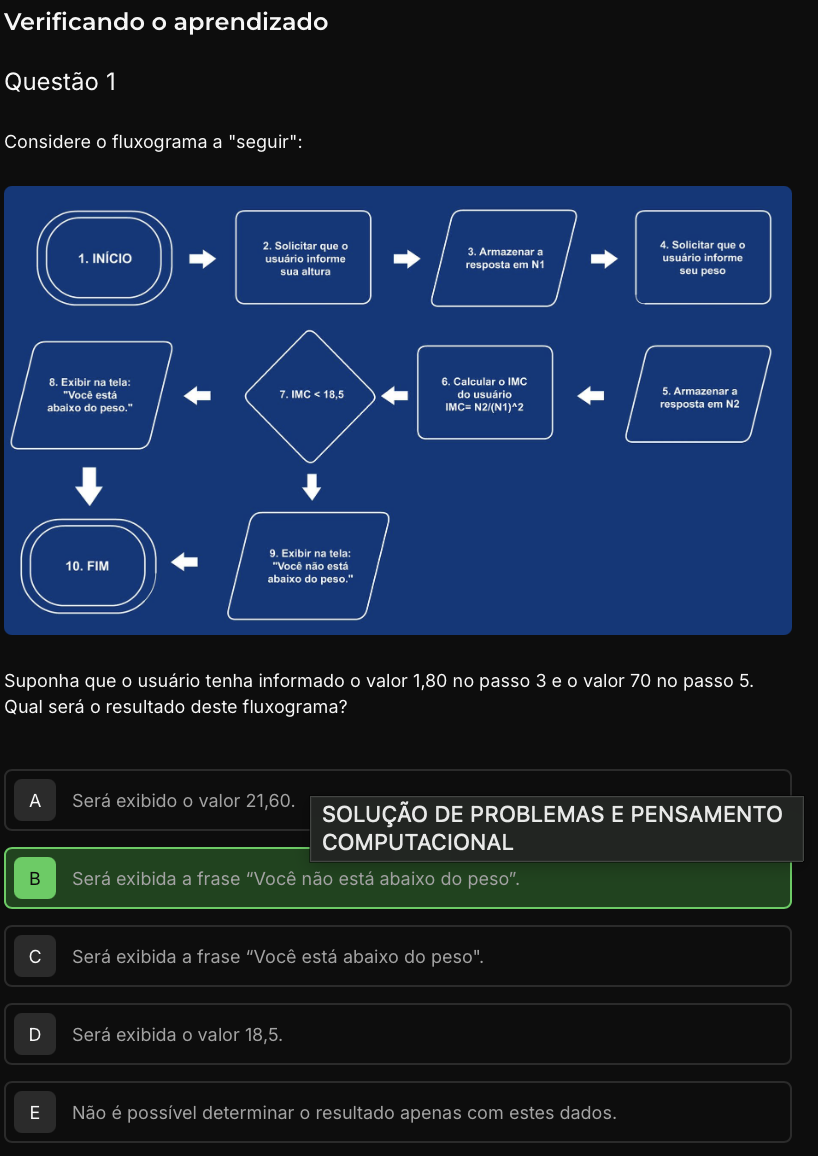 Verificando o aprendizado
Questão 1
Considere o fluxograma a "seguir":
1. INÍCIO
2. Solicitar que o
usuário informe
sua altura
3. Armazenar a
resposta em N1
4. Solicitar que o
usuário informe
seu peso
5. Armazenar a
resposta em N2
6. Calcular o IMC
do usuário
IMC= N2/(N1)^2
7. IMC < 18,5
8. Exibir na tela:
"Você está
abaixo do peso."
9. Exibir na tela:
"Você não está
abaixo do peso."
10. FIM
Suponha que o usuário tenha informado o valor 1,80 no passo 3 e o valor 70 no passo 5.
Qual será o resultado deste fluxograma?
A Será exibido o valor 21,60.
SOLUÇÃO DE PROBLEMAS E PENSAMENTO
COMPUTACIONAL
B Será exibida a frase “Você não está abaixo do peso”.
C Será exibida a frase “Você está abaixo do peso".
D Será exibida o valor 18,5.
E Não é possível determinar o resultado apenas com estes dados.